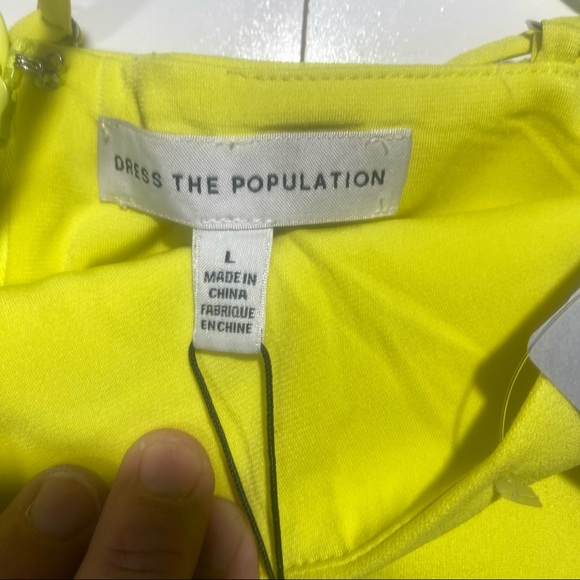 DRESS THE POPULATION
L
MADE IN
CHINA
FABRIQUE
EN CHINE